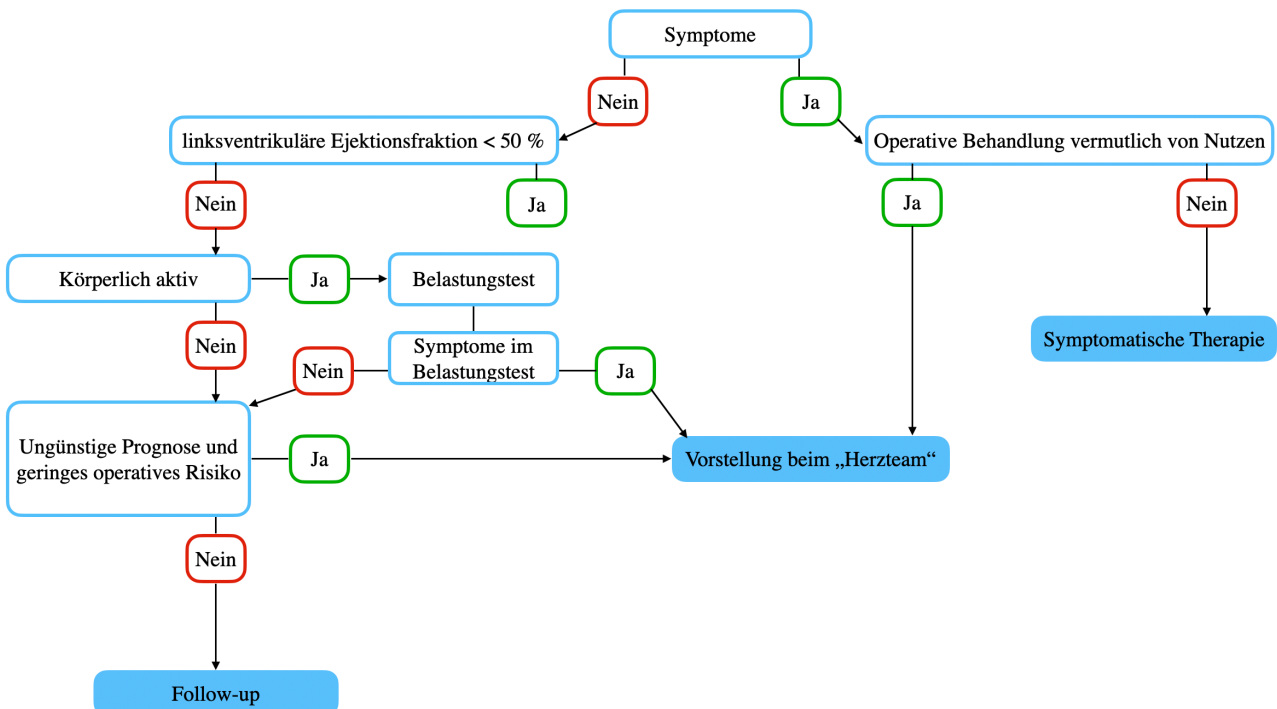 Symptome
Nein
Ja
linksventrikuläre Ejektionsfraktion < 50 %
Operative Behandlung vermutlich von Nutzen
Nein
Ja
Ja
Nein
Körperlich aktiv
Ja
Belastungstest
Nein
Symptome im
Belastungstest
Nein
Ja
Symptomatische Therapie
Ungünstige Prognose und
geringes operatives Risiko
Ja
Vorstellung beim „Herzteam“
Nein
Follow-up